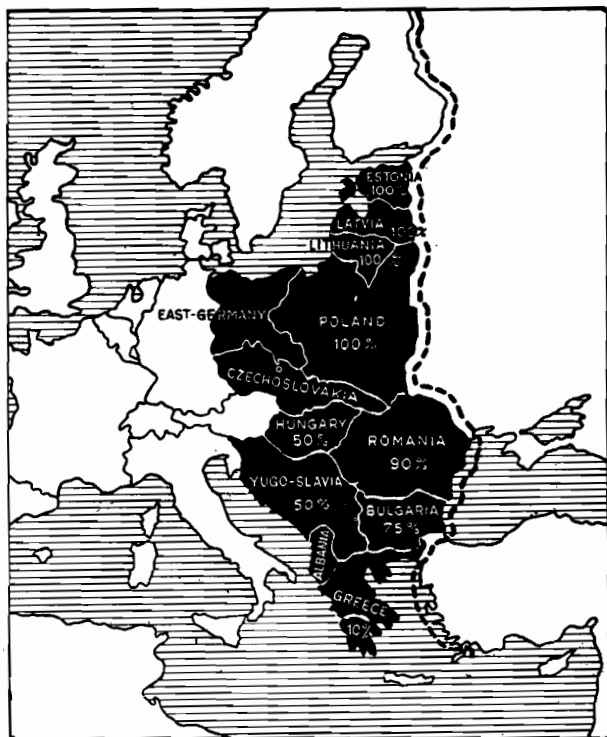 ESTONIA
100%
LATVIA 100%
LITHUANIA
100%
EAST-GERMANY
POLAND
100%
CZECHOSLOVAKIA
HUNGARY
50%
ROMANIA
90%
YUGO-SLAVIA
50%
BULGARIA
75%
ALBANIA
GREECE
10%